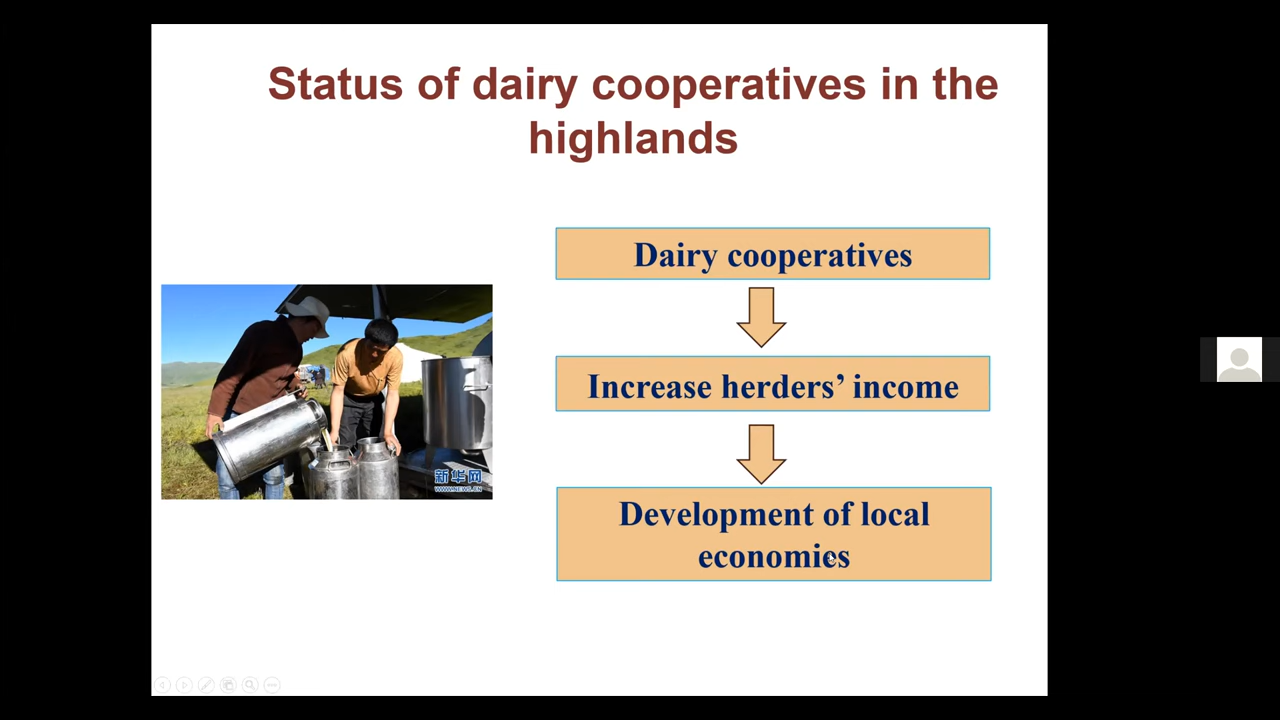 Status of dairy cooperatives in the
highlands
Dairy cooperatives
Increase herders’ income
Development of local
economies
新华网
WWW.NEWS.CN